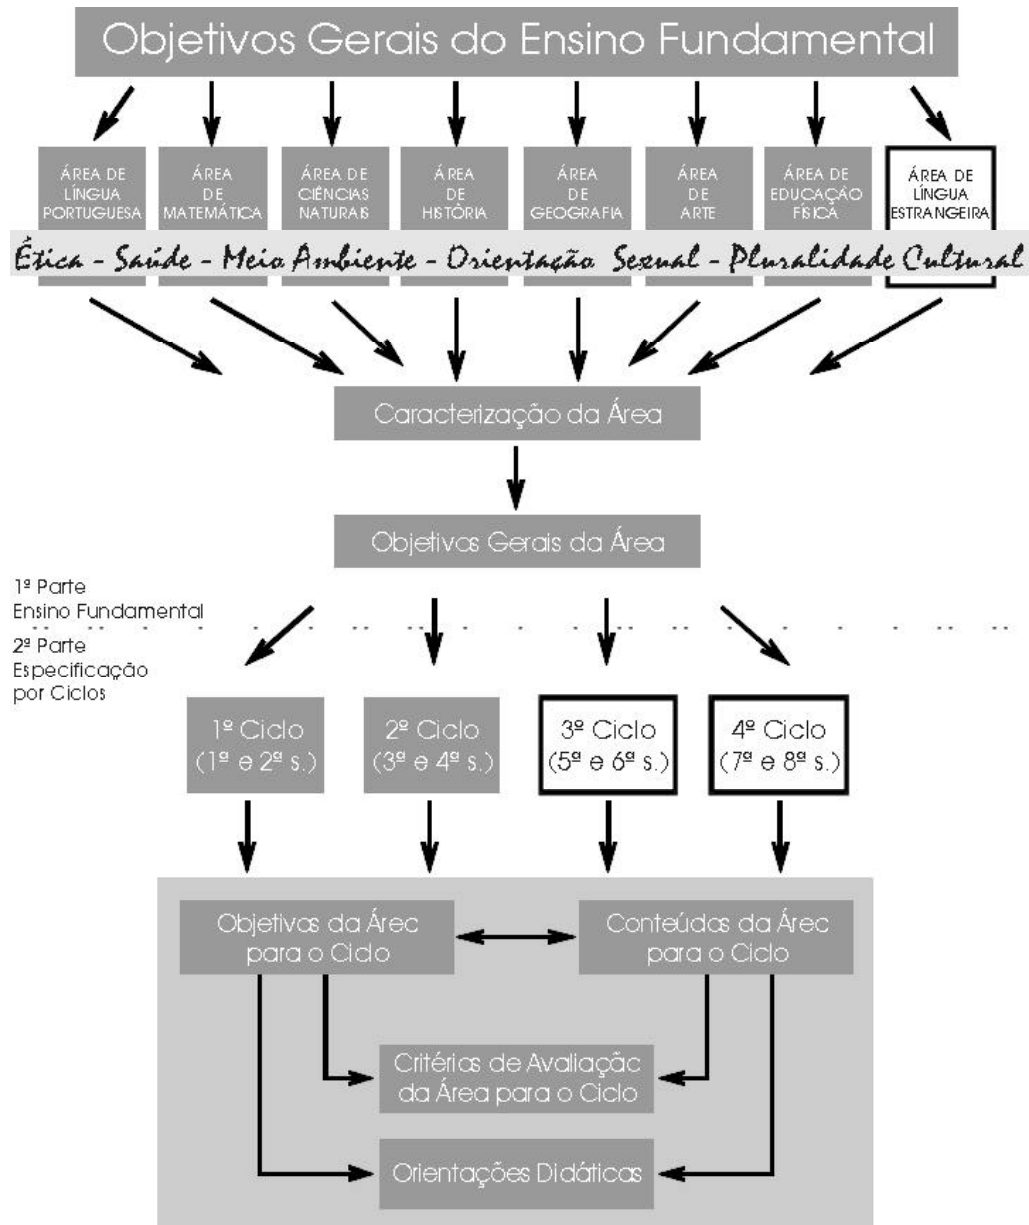 Objetivos Gerais do Ensino Fundamental
ÁREA DE
LÍNGUA
PORTUGUESA
ÁREA
DE
MATEMÁTICA
ÁREA DE
CIÊNCIAS
NATURAIS
ÁREA
DE
HISTÓRIA
ÁREA
DE
GEOGRAFIA
ÁREA
DE
ARTE
ÁREA DE
EDUCAÇÃO
FÍSICA
ÁREA DE
LÍNGUA
ESTRANGEIRA
Ética - Saúde - Meio Ambiente - Orientação Sexual - Pluralidade Cultural
Caracterização da Área
Objetivos Gerais da Área
1ª Parte
Ensino Fundamental
2ª Parte
Especificação
por Ciclos
1º Ciclo
(1ª e 2ª s.)
2º Ciclo
(3ª e 4ª s.)
3º Ciclo
(5ª e 6ª s.)
4º Ciclo
(7ª e 8ª s.)
Objetivos da Área
para o Ciclo
Conteúdos da Área
para o Ciclo
Critérios de Avaliação
da Área para o Ciclo
Orientações Didáticas